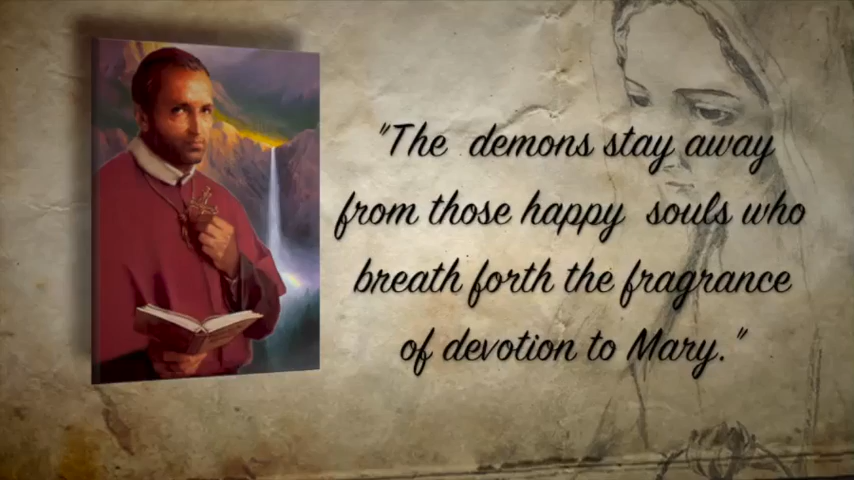 "The demons stay away
from those happy souls who
breath forth the fragrance
of devotion to Mary."